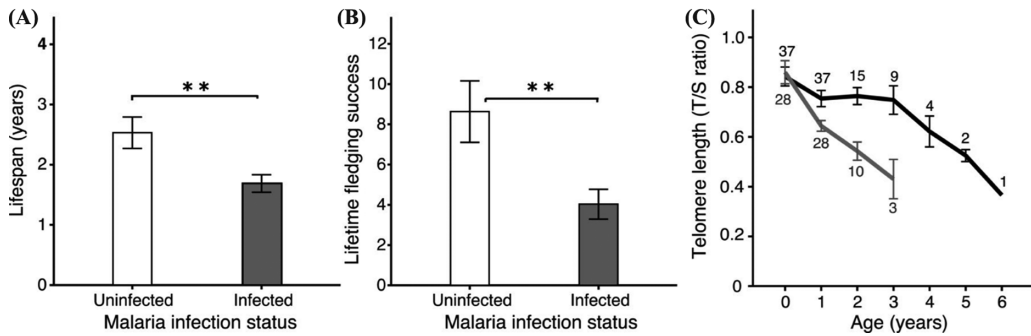 (A)
Lifespan (years)
4
3
2
1
0
**
Uninfected Infected
Malaria infection status
(B)
Lifetime fledging success
12
10
8
6
4
2
0
**
Uninfected Infected
Malaria infection status
(C)
Telomere length (T/S ratio)
1.0
0.8
0.6
0.4
0.2
0
37
28
37
15
9
4
2
1
28
10
3
0 1 2 3 4 5 6
Age (years)